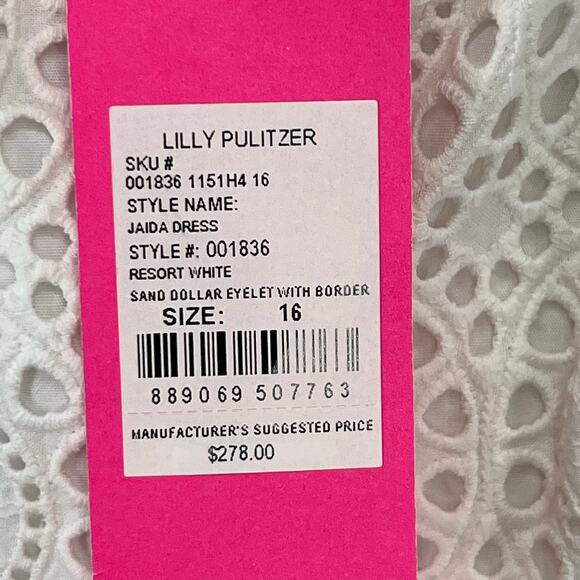 LILLY PULITZER
SKU #
001836 1151H4 16
STYLE NAME:
JAIDA DRESS
STYLE #: 001836
RESORT WHITE
SAND DOLLAR EYELET WITH BORDER
SIZE: 16
889069 507763
MANUFACTURER'S SUGGESTED PRICE
$278.00